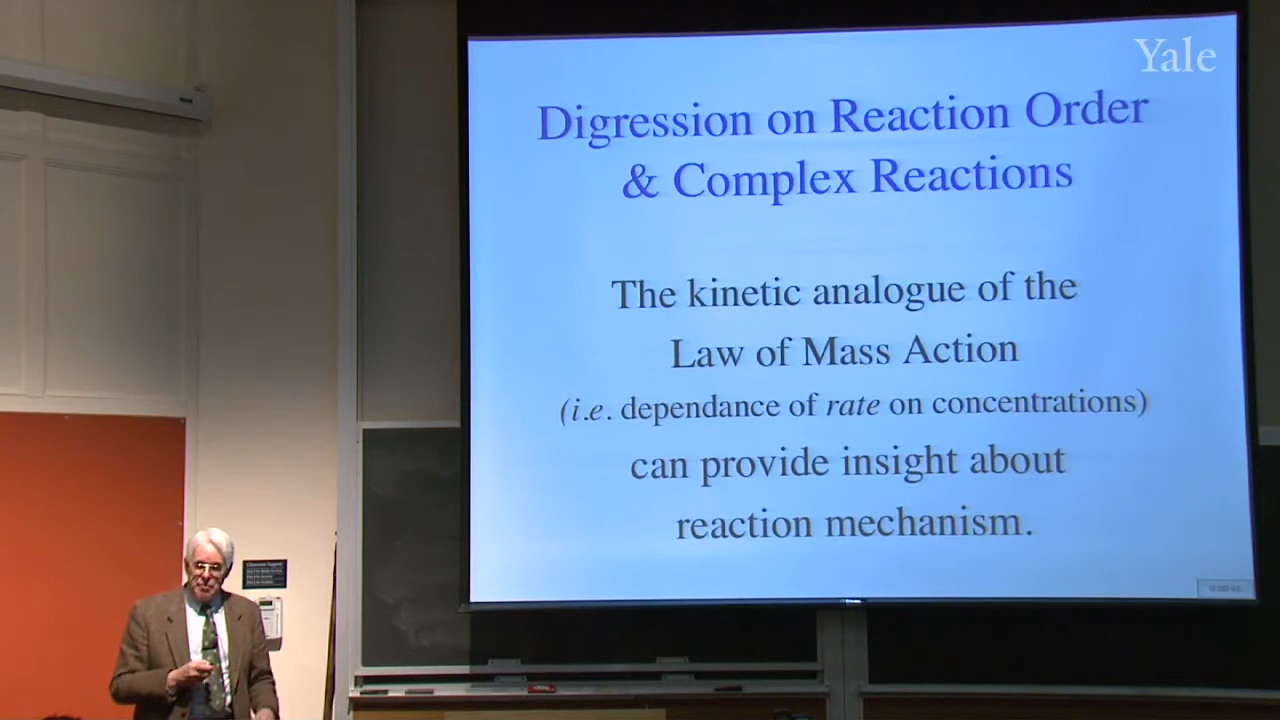 Yale
Digression on Reaction Order
& Complex Reactions
The kinetic analogue of the
Law of Mass Action
(i.e. dependance of rate on concentrations)
can provide insight about
reaction mechanism.